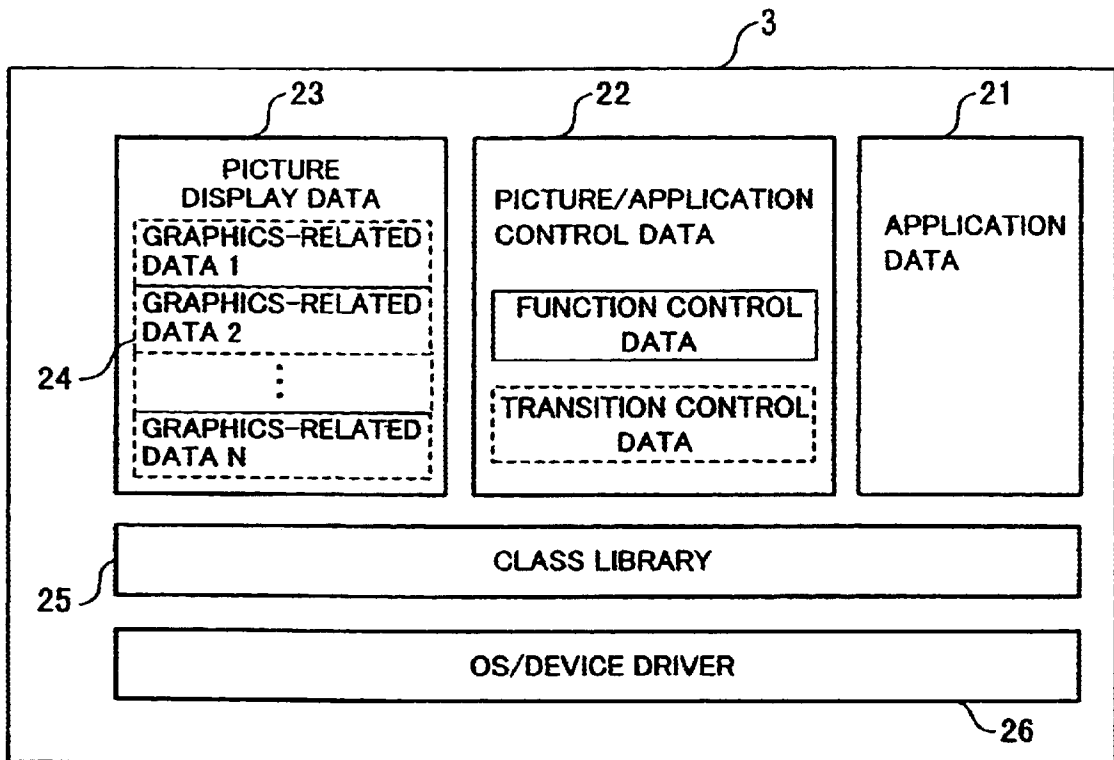 3
23
22
21
PICTURE
DISPLAY DATA
GRAPHICS-RELATED
DATA 1
GRAPHICS-RELATED
DATA 2
24
GRAPHICS-RELATED
DATA N
PICTURE/APPLICATION
CONTROL DATA
FUNCTION CONTROL
DATA
TRANSITION CONTROL
DATA
APPLICATION
DATA
CLASS LIBRARY
25
OS/DEVICE DRIVER
26